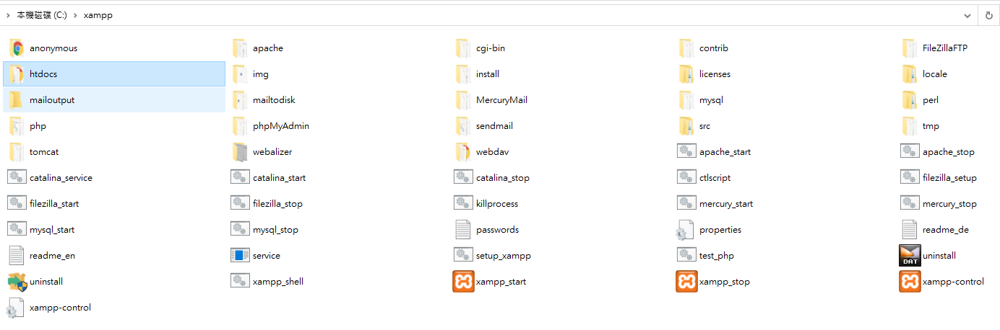 本機磁碟 (C:) > xampp
anonymous apache cgi-bin contrib FileZillaFTP
htdocs img install licenses locale
mailoutput mailtodisk MercuryMail mysql perl
php phpMyAdmin sendmail src tmp
tomcat webalizer webdav apache_start apache_stop
catalina_service catalina_start catalina_stop ctlscript filezilla_setup
filezilla_start filezilla_stop killprocess mercury_start mercury_stop
mysql_start mysql_stop passwords properties readme_de
readme_en service setup_xampp test_php DAT uninstall
uninstall xampp_shell xampp_start xampp_stop xampp-control
xampp-control